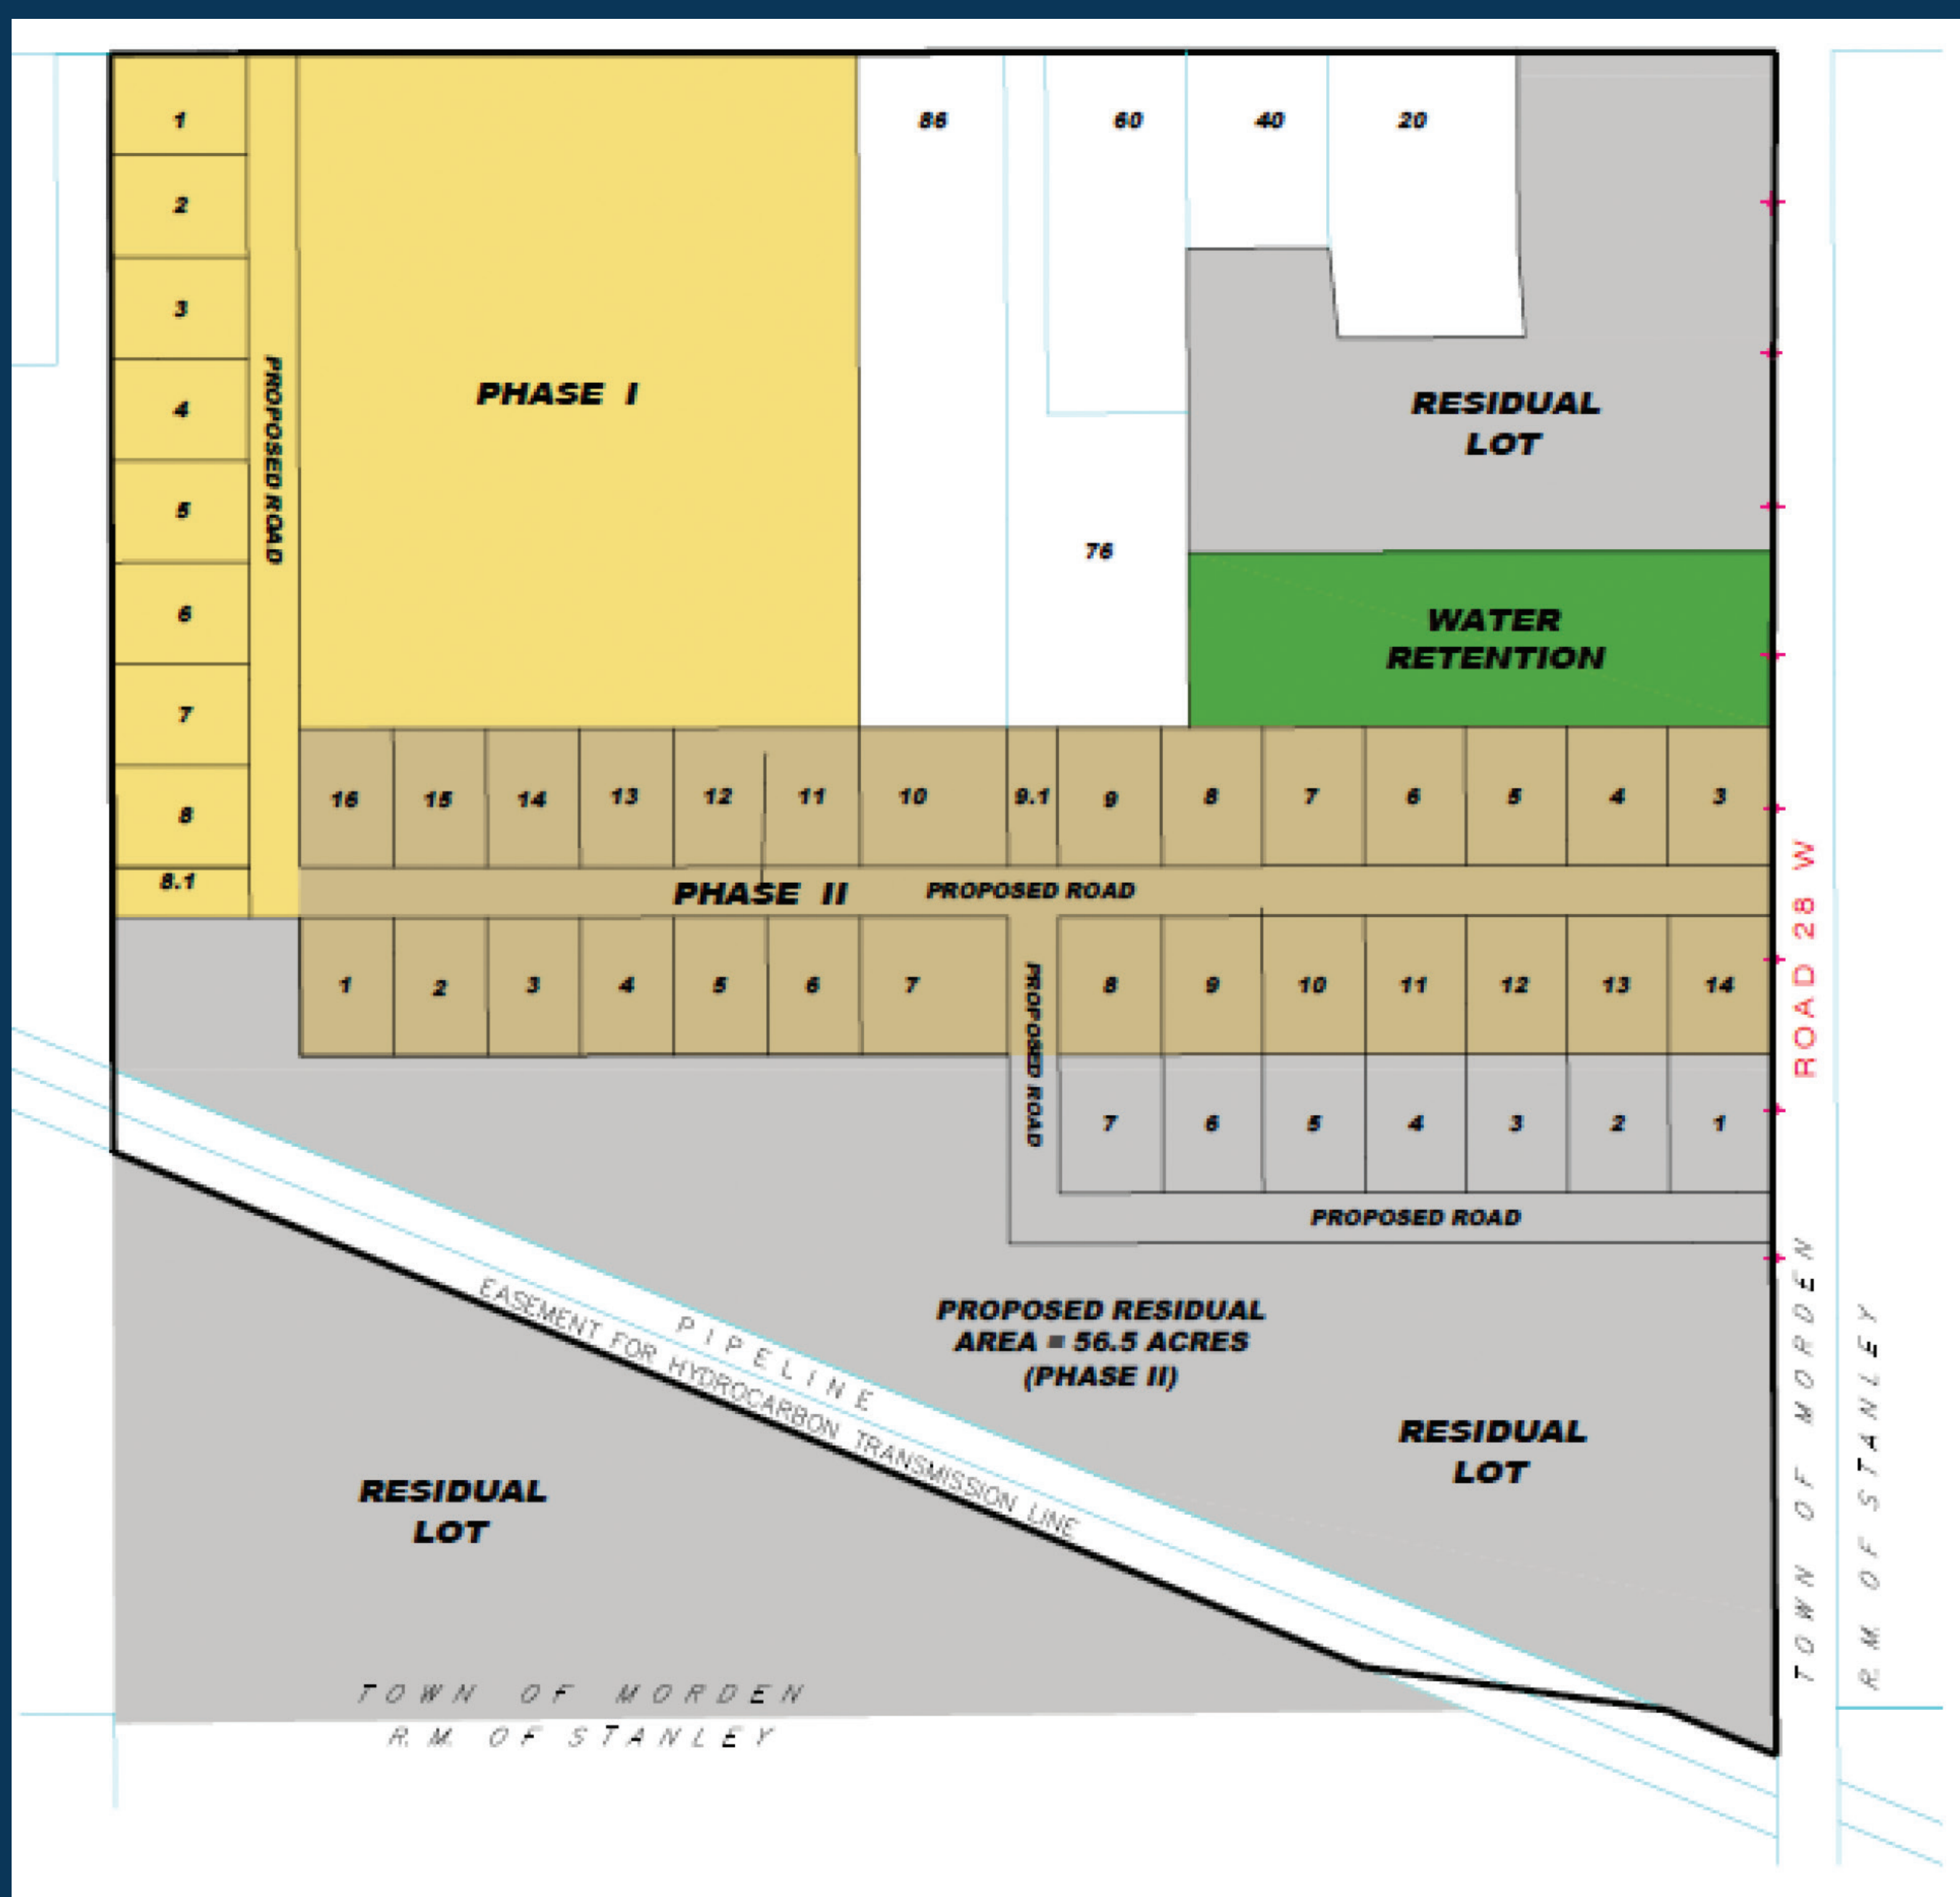 1
2
3
4
5
6
7
8
8.1
PROPOSED ROAD
PHASE I
86
60
40
20
76
RESIDUAL
LOT
WATER
RETENTION
16 15 14 13 12 11 10 9.1 9 8 7 6 5 4 3
PHASE II PROPOSED ROAD
1 2 3 4 5 6 7 8 9 10 11 12 13 14
PROPOSED ROAD
7 6 5 4 3 2 1
PROPOSED ROAD
ROAD 28 W
PROPOSED RESIDUAL
AREA = 56.5 ACRES
(PHASE II)
RESIDUAL
LOT
PIPELINE
EASEMENT FOR HYDROCARBON TRANSMISSION LINE
RESIDUAL
LOT
TOWN OF MORDEN
R.M. OF STANLEY
TOWN OF MORDEN
R.M. OF STANLEY